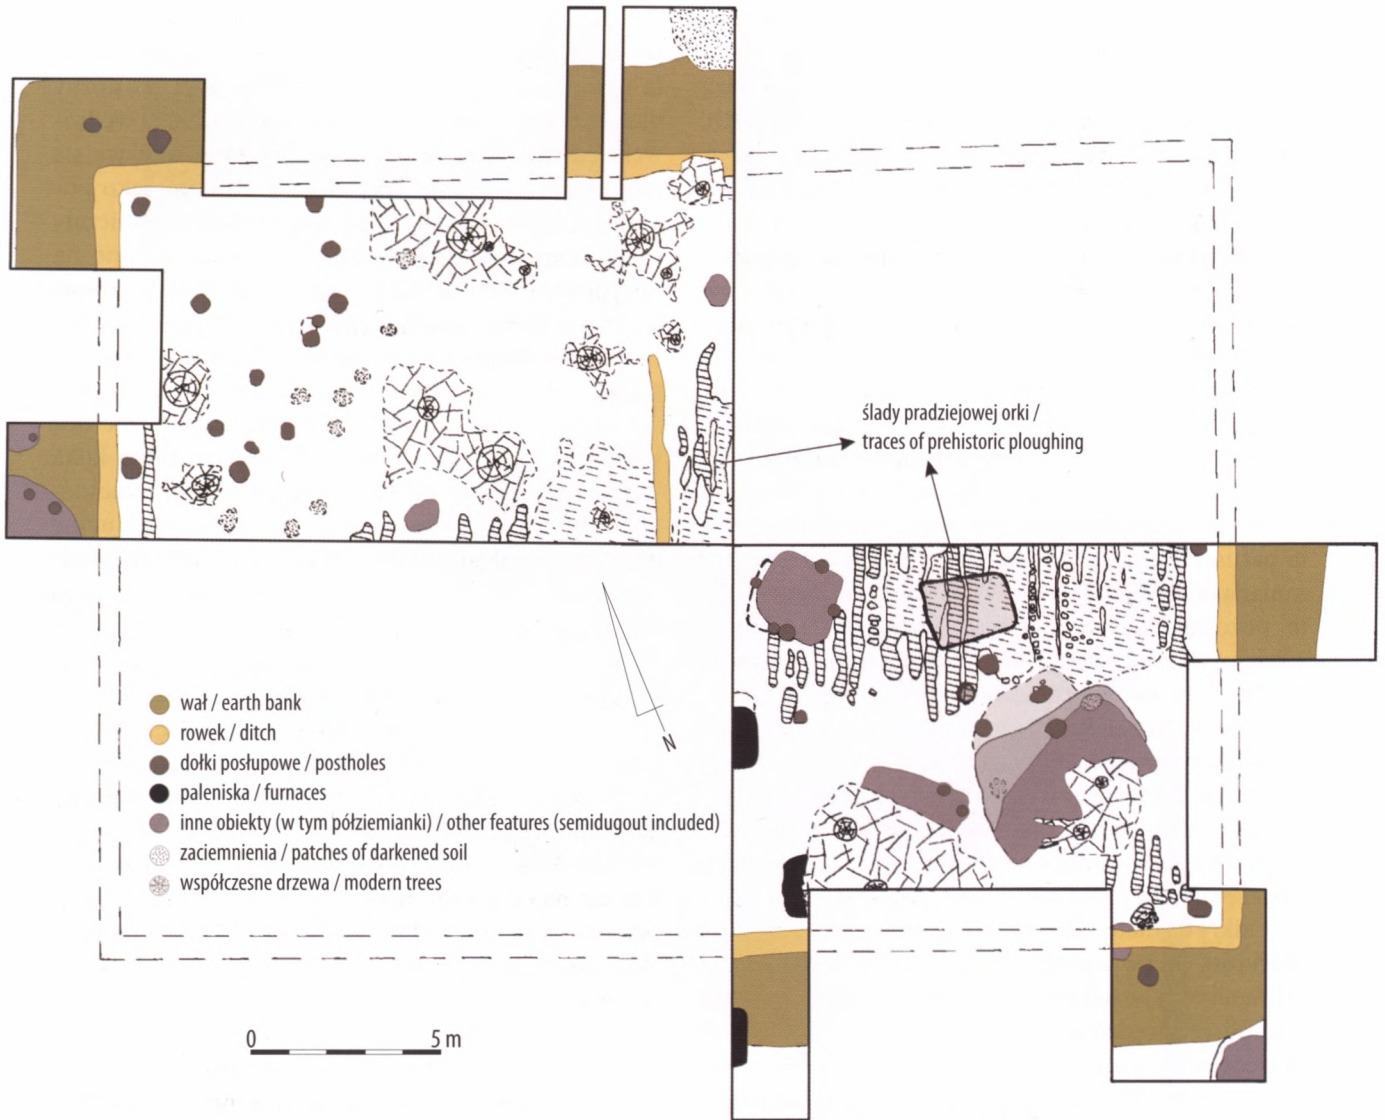 ślady pradziejowej orki /
traces of prehistoric ploughing
wał / earth bank
rowek / ditch
dołki posłupowe / postholes
paleniska / furnaces
inne obiekty (w tym półziemianki) / other features (semidugout included)
zaciemnienia / patches of darkened soil
współczesne drzewa / modern trees
N
0 5 m